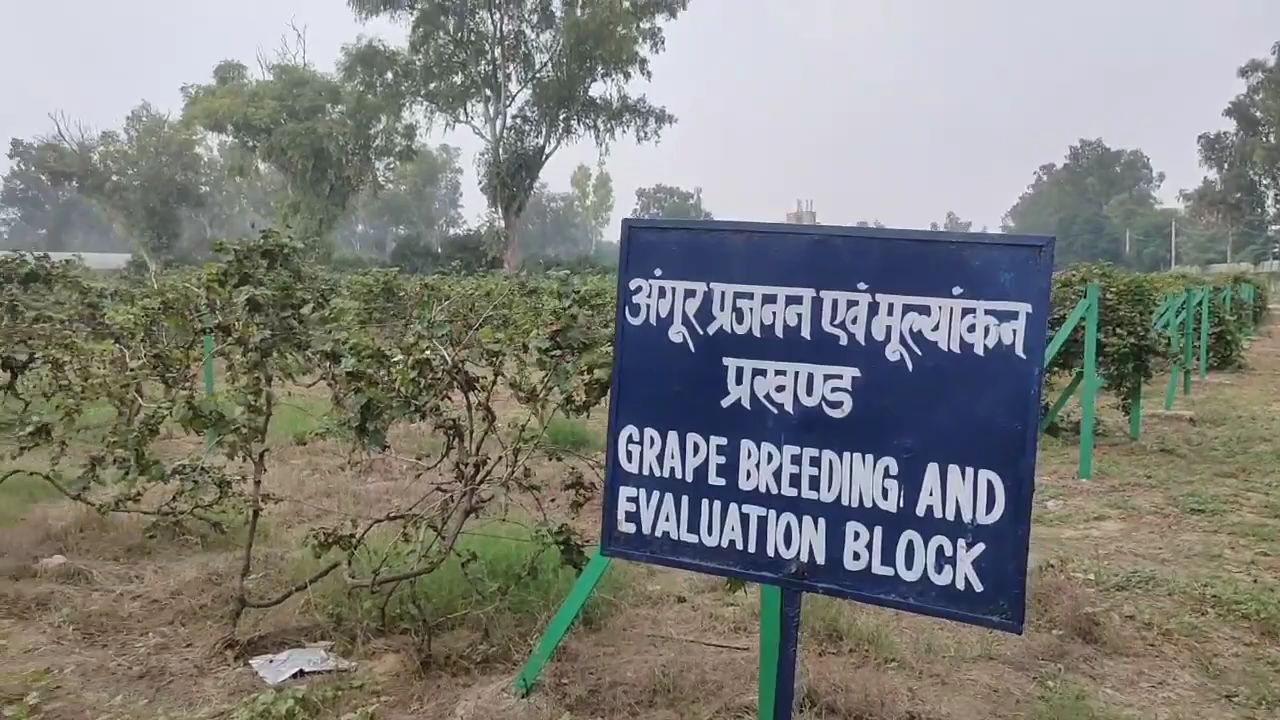 अंगूर प्रजनन एवं मूल्यांकन
प्रखण्ड
GRAPE BREEDING AND
EVALUATION BLOCK